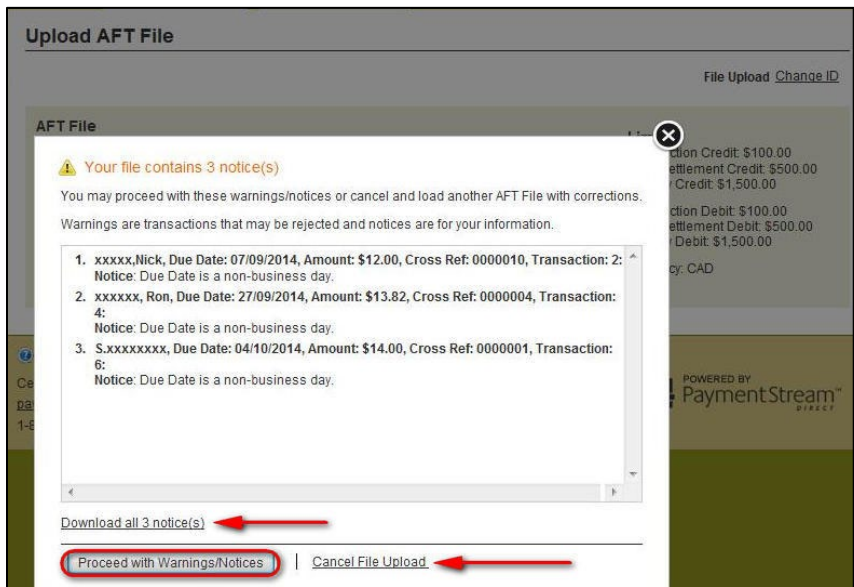 Upload AFT File
File Upload Change ID
AFT File
ction Credit: $100.00
ettlement Credit: $500.00
Credit: $1,500.00
ction Debit: $100.00
ettlement Debit: $500.00
Debit: $1,500.00
cy: CAD
Your file contains 3 notice(s)
You may proceed with these warnings/notices or cancel and load another AFT File with corrections.
Warnings are transactions that may be rejected and notices are for your information.
1. xxxxx,Nick, Due Date: 07/09/2014, Amount: $12.00, Cross Ref: 0000010, Transaction: 2:
Notice: Due Date is a non-business day.
2. xxxxxx, Ron, Due Date: 27/09/2014, Amount: $13.82, Cross Ref: 0000004, Transaction:
4:
Notice: Due Date is a non-business day.
3. S.xxxxxxxx, Due Date: 04/10/2014, Amount: $14.00, Cross Ref: 0000001, Transaction:
6:
Notice: Due Date is a non-business day.
Download all 3 notice(s)
Proceed with Warnings/Notices | Cancel File Upload
Ce
pa
1-8
POWERED BY
PaymentStream™
DIRECT